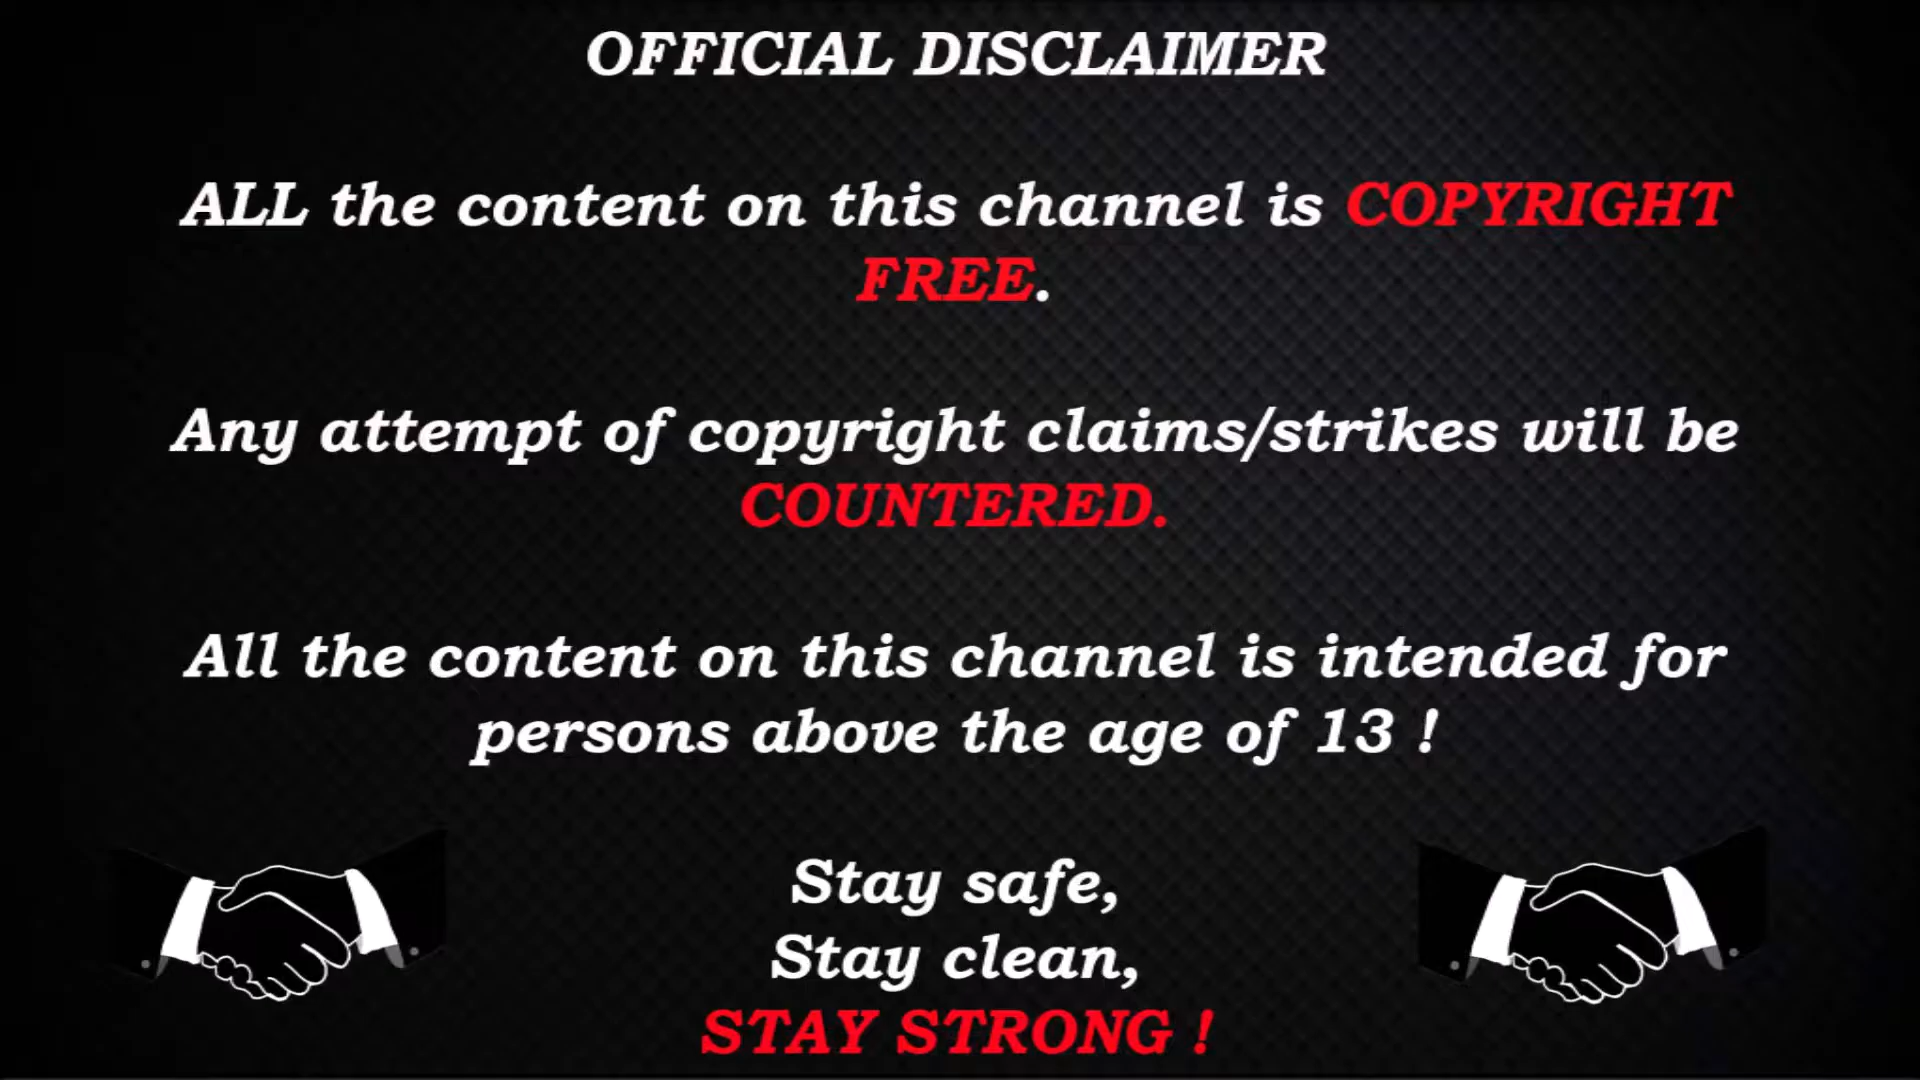 OFFICIAL DISCLAIMER
ALL the content on this channel is COPYRIGHT
FREE.
Any attempt of copyright claims/strikes will be
COUNTERED.
All the content on this channel is intended for
persons above the age of 13 !
Stay safe,
Stay clean,
STAY STRONG !